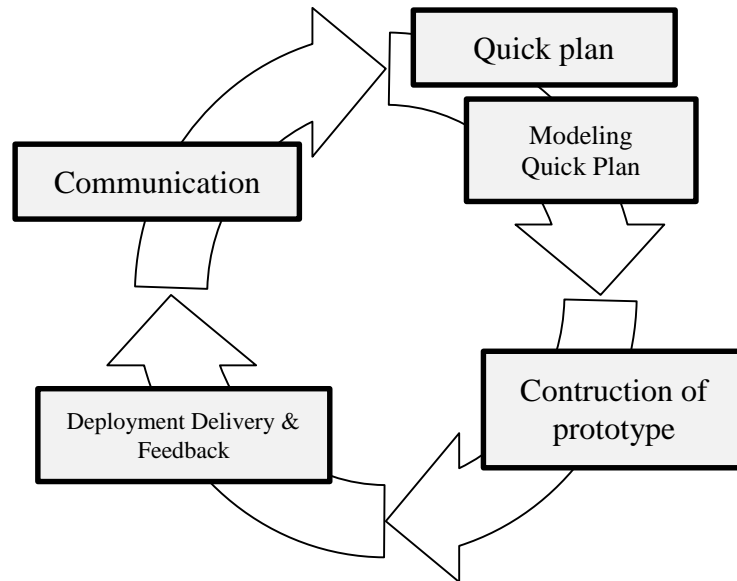 Quick plan
Modeling
Quick Plan
Communication
Contruction of
prototype
Deployment Delivery &
Feedback